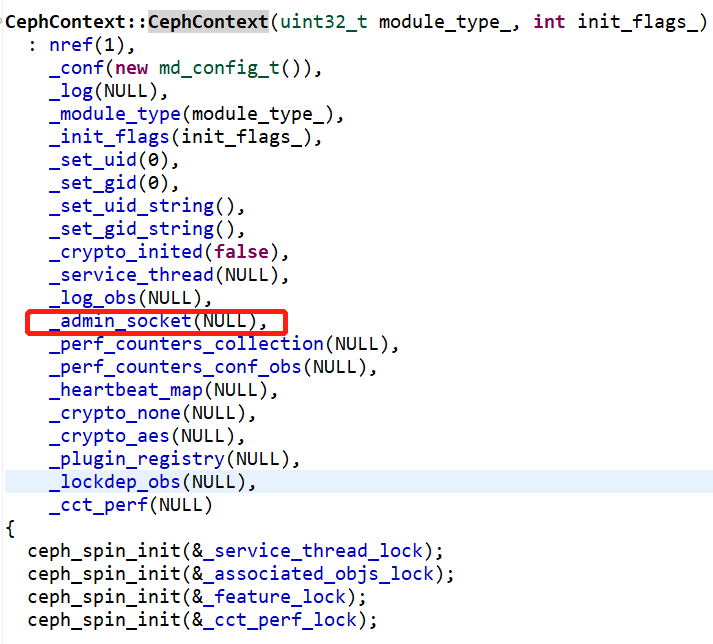 CephContext::CephContext(uint32_t module_type_, int init_flags_)
: nref(1),
_conf(new md_config_t()),
_log(NULL),
_module_type(module_type_),
_init_flags(init_flags_),
_set_uid(0),
_set_gid(0),
_set_uid_string(),
_set_gid_string(),
_crypto_inited(false),
_service_thread(NULL),
_log_obs(NULL),
_admin_socket(NULL),
_perf_counters_collection(NULL),
_perf_counters_conf_obs(NULL),
_heartbeat_map(NULL),
_crypto_none(NULL),
_crypto_aes(NULL),
_plugin_registry(NULL),
_lockdep_obs(NULL),
_cct_perf(NULL)
{
ceph_spin_init(&_service_thread_lock);
ceph_spin_init(&_associated_objs_lock);
ceph_spin_init(&_feature_lock);
ceph_spin_init(&_cct_perf_lock);